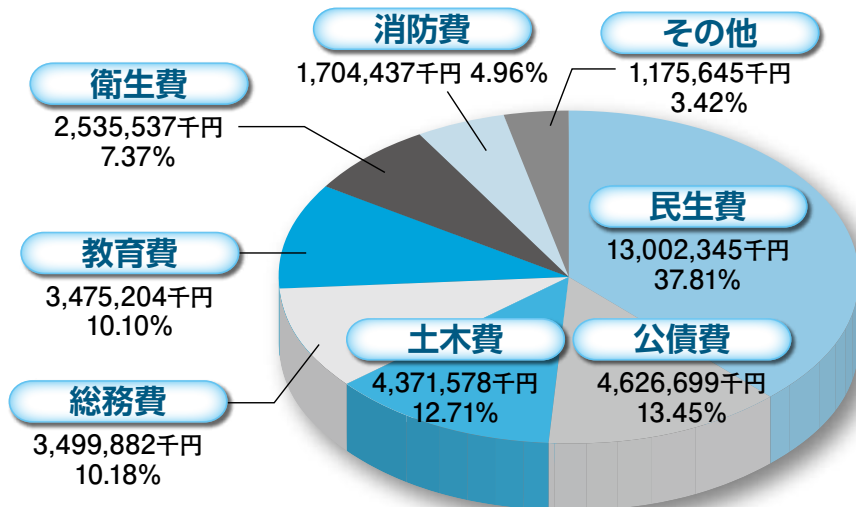 消防費
1,704,437千円 4.96%
その他
1,175,645千円
3.42%
衛生費
2,535,537千円
7.37%
民生費
13,002,345千円
37.81%
教育費
3,475,204千円
10.10%
土木費
4,371,578千円
12.71%
公債費
4,626,699千円
13.45%
総務費
3,499,882千円
10.18%